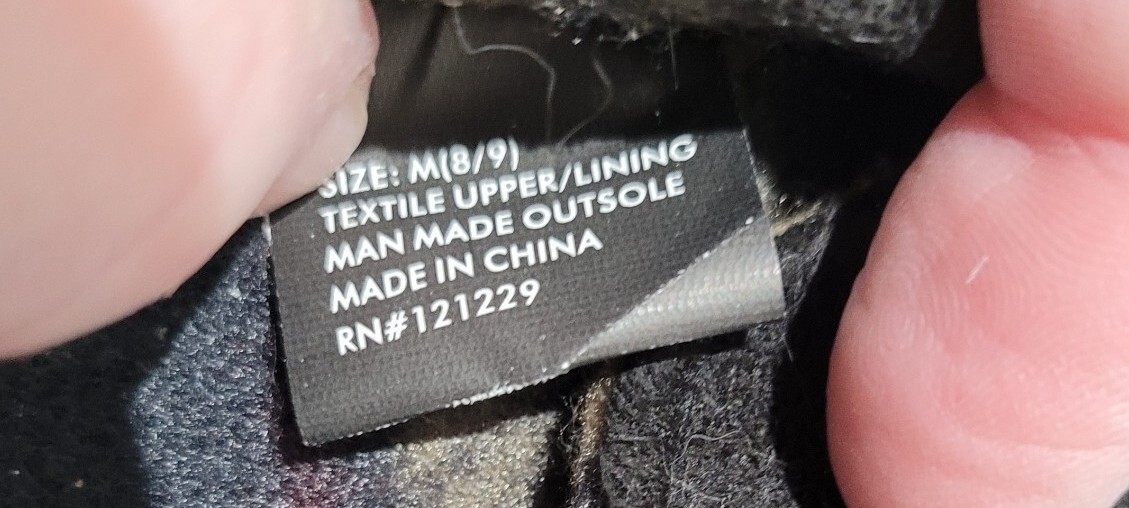 SIZE: M(8/9)
TEXTILE UPPER/LINING
MAN MADE OUTSOLE
MADE IN CHINA
RN#121229